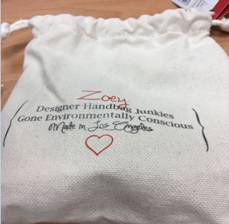 Zoey
Designer Handbag Junkies
Gone Environmentally Conscious
Made in Los Angeles